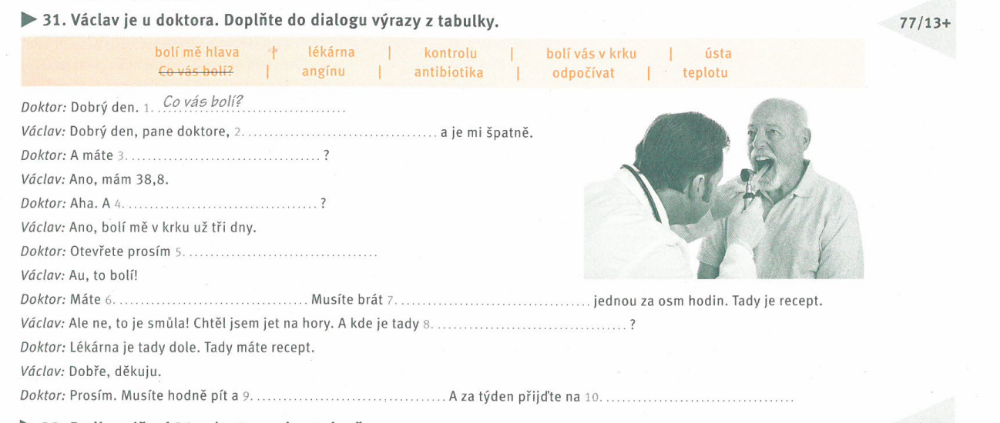 ▶ 31. Václav je u doktora. Doplňte do dialogu výrazy z tabulky.
77/13+
bolí mě hlava | lékárna | kontrolu | bolí vás v krku | ústa
Co vás bolí? | angínu | antibiotika | odpočívat | teplotu
Doktor: Dobrý den. 1. Co vás bolí? ........................
Václav: Dobrý den, pane doktore, 2. .................................. a je mi špatně.
Doktor: A máte 3. .................................. ?
Václav: Ano, mám 38,8.
Doktor: Aha. A 4. .................................. ?
Václav: Ano, bolí mě v krku už tři dny.
Doktor: Otevřete prosím 5. ..................................
Václav: Au, to bolí!
Doktor: Máte 6. .................................. Musíte brát 7. .................................. jednou za osm hodin. Tady je recept.
Václav: Ale ne, to je smůla! Chtěl jsem jet na hory. A kde je tady 8. .................................. ?
Doktor: Lékárna je tady dole. Tady máte recept.
Václav: Dobře, děkuju.
Doktor: Prosím. Musíte hodně pít a 9. .................................. A za týden přijďte na 10. ..................................